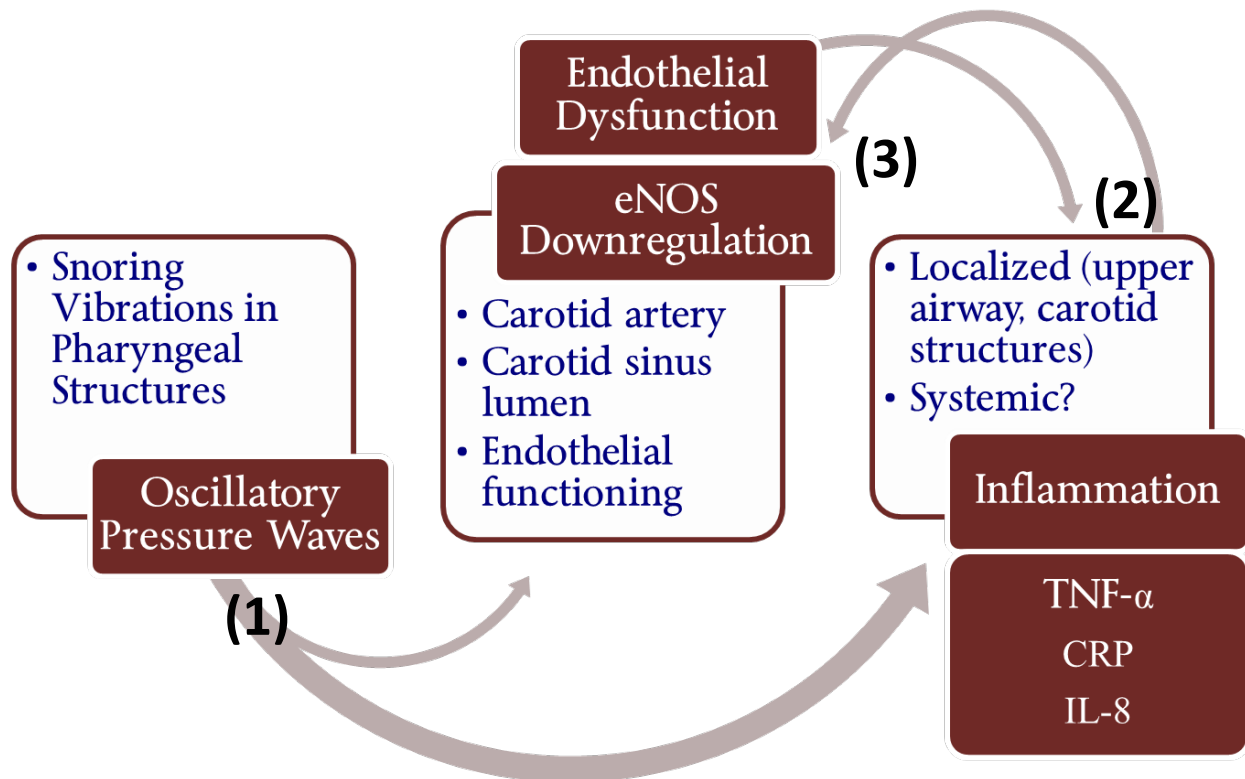 • Snoring
Vibrations in
Pharyngeal
Structures
Oscillatory
Pressure Waves
(1)
Endothelial
Dysfunction
eNOS
Downregulation
• Carotid artery
• Carotid sinus
lumen
• Endothelial
functioning
(3)
(2)
• Localized (upper
airway, carotid
structures)
• Systemic?
Inflammation
TNF-α
CRP
IL-8